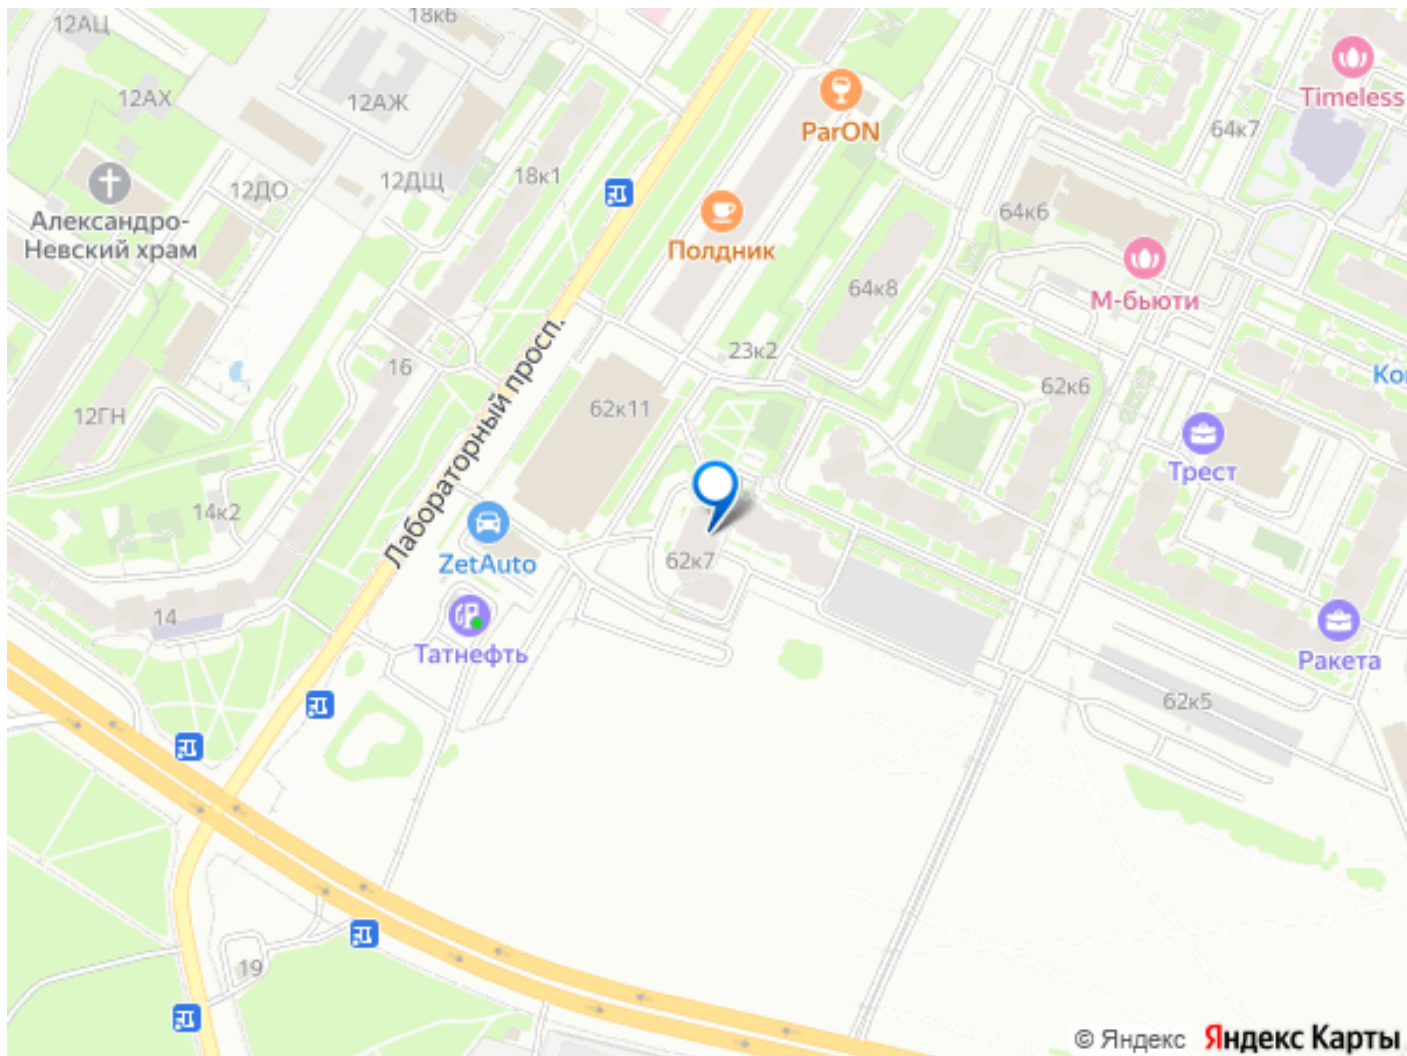 12АЦ
18к6
12АХ
12АЖ
ParON
Timeless
64к7
12ДО
12ДЩ
18к1
64к6
Александро-
Невский храм
Полдник
64к8
М-бьюти
Лабораторный просп.
23к2
16
62к6
Ко
12ГН
62к11
Трест
14к2
ZetAuto
62к7
14
Татнефть
Ракета
62к5
19
© Яндекс Яндекс Карты